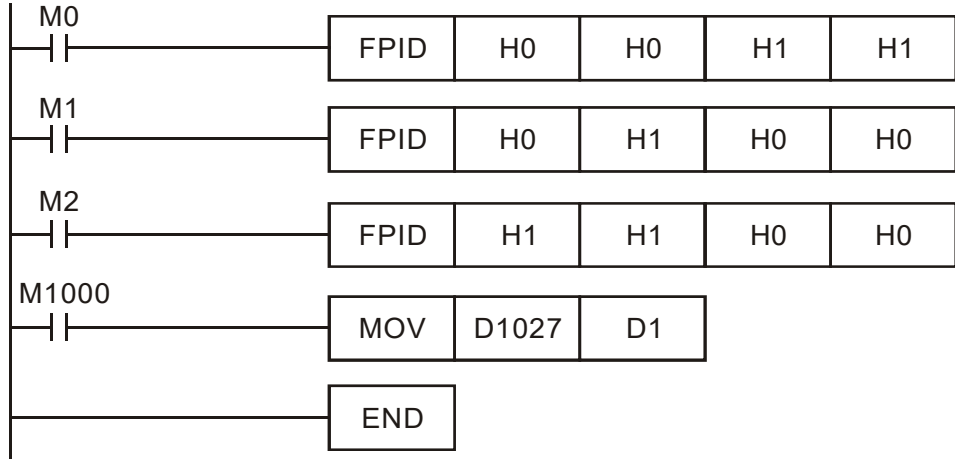 M0
FPID H0 H0 H1 H1
M1
FPID H0 H1 H0 H0
M2
FPID H1 H1 H0 H0
M1000
MOV D1027 D1
END